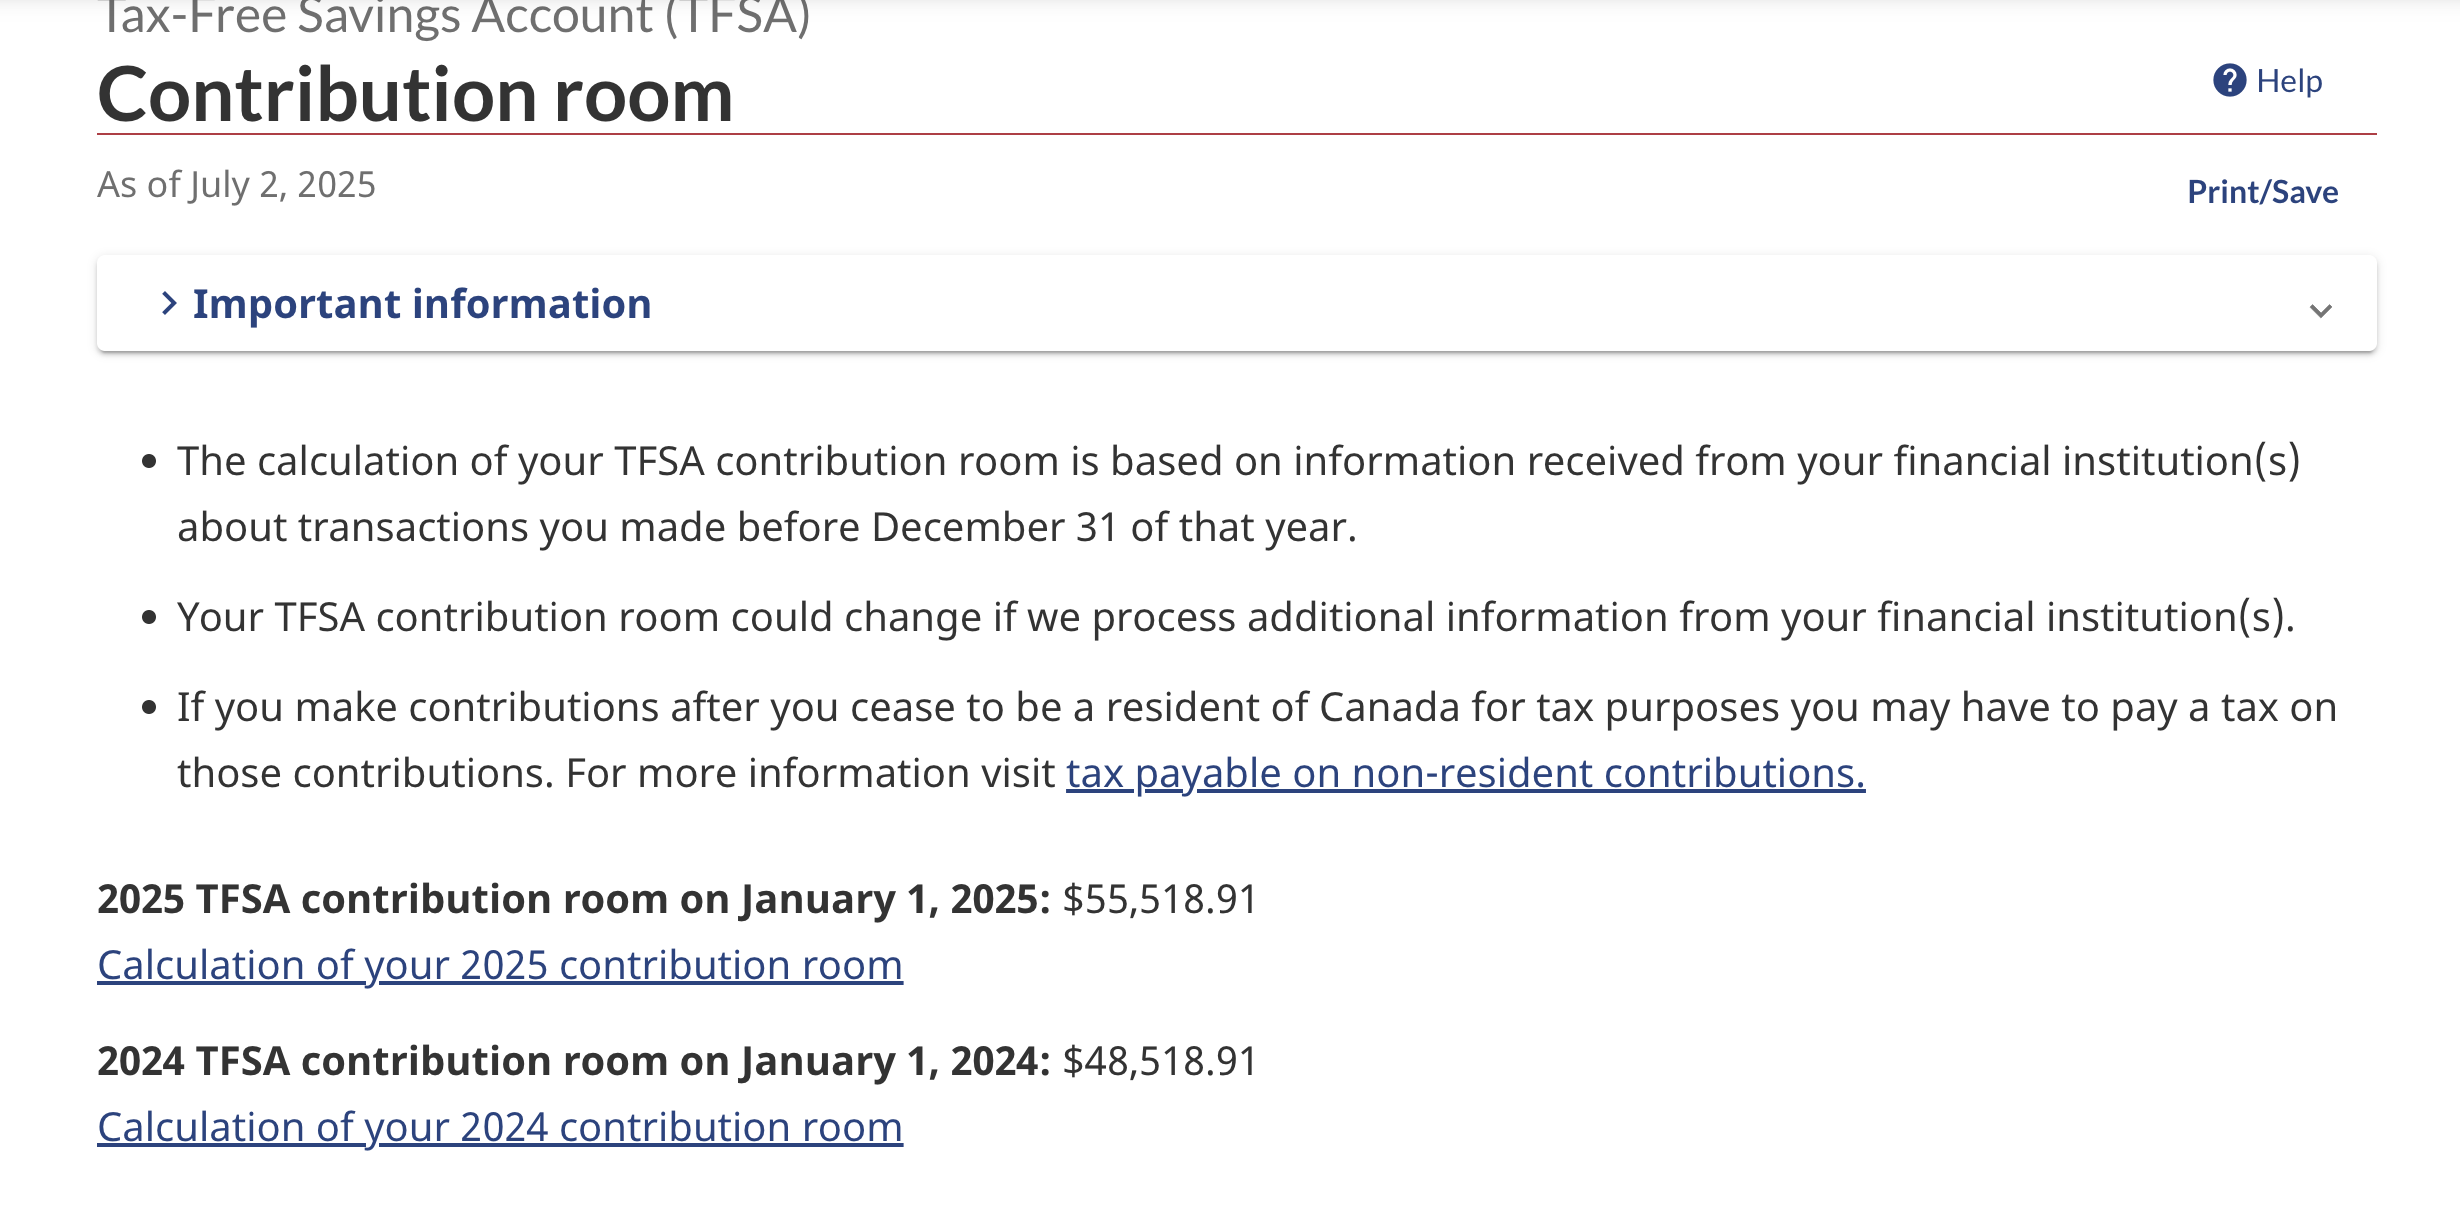 Tax-Free Savings Account (TFSA)
Contribution room
Help
As of July 2, 2025
Print/Save
Important information
The calculation of your TFSA contribution room is based on information received from your financial institution(s)
about transactions you made before December 31 of that year.
Your TFSA contribution room could change if we process additional information from your financial institution(s).
If you make contributions after you cease to be a resident of Canada for tax purposes you may have to pay a tax on
those contributions. For more information visit tax payable on non-resident contributions.
2025 TFSA contribution room on January 1, 2025: $55,518.91
Calculation of your 2025 contribution room
2024 TFSA contribution room on January 1, 2024: $48,518.91
Calculation of your 2024 contribution room